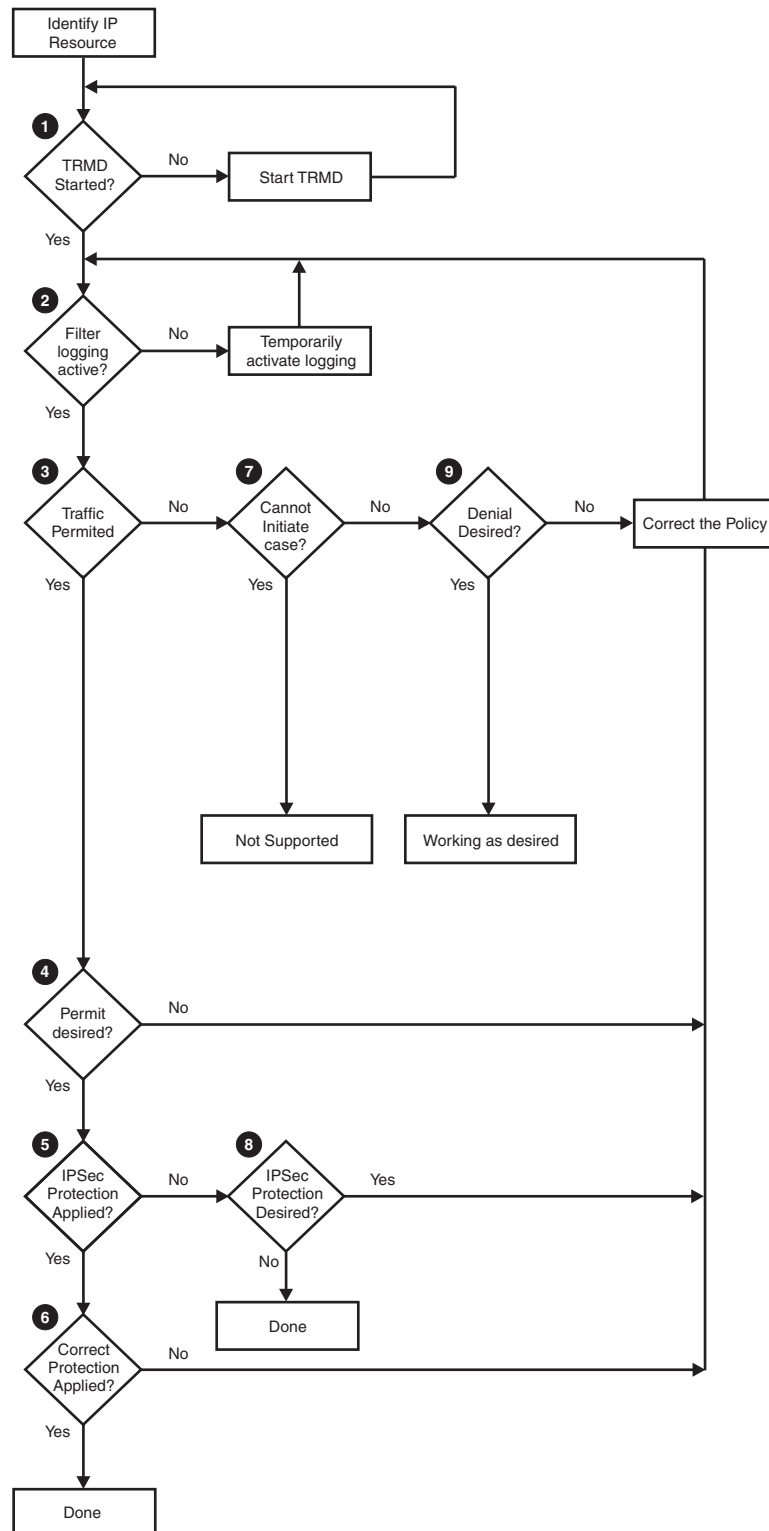 Identify IP
Resource
1
TRMD
Started?
No
Start TRMD
Yes
2
Filter
logging
active?
No
Temporarily
activate logging
Yes
3
Traffic
Permited
No
7
Cannot
Initiate
case?
No
9
Denial
Desired?
No
Correct the Policy
Yes
Yes
Yes
Not Supported
Working as desired
4
Permit
desired?
No
Yes
5
IPSec
Protection
Applied?
No
8
IPSec
Protection
Desired?
Yes
Yes
No
Done
6
Correct
Protection
Applied?
No
Yes
Done